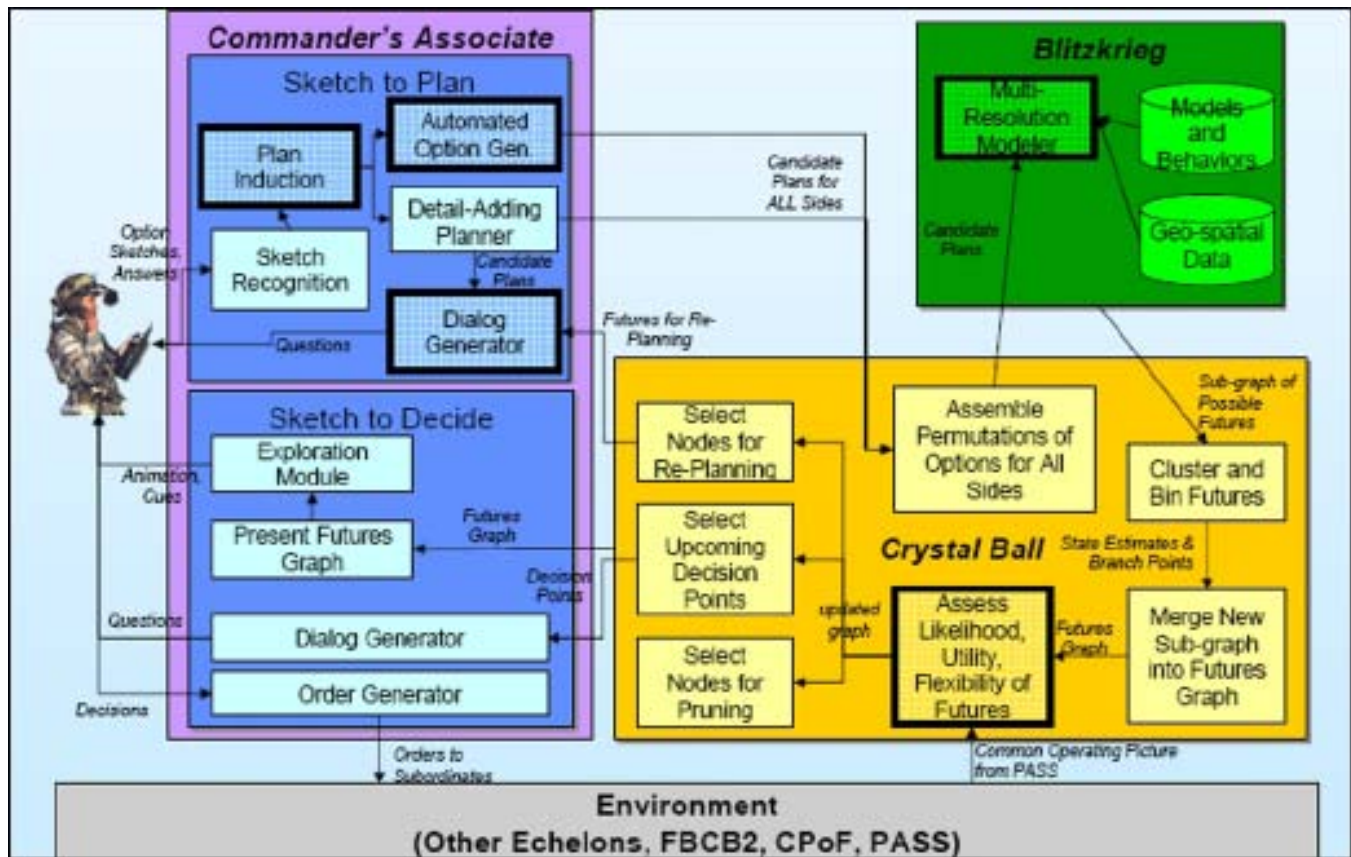 Commander's Associate
Sketch to Plan
Automated
Option Gen.
Plan
Induction
Detail-Adding
Planner
Candidate
Plans
Sketch
Recognition
Option
Sketches,
Answers
Dialog
Generator
Questions
Futures for Re-
Planning
Candidate
Plans for
ALL Sides
Sketch to Decide
Exploration
Module
Animation,
Cues
Present Futures
Graph
Futures
Graph
Decision
Points
Questions
Dialog Generator
Order Generator
Decisions
Orders to
Subordinates
Blitzkrieg
Multi-
Resolution
Modeler
Models
and
Behaviors
Geo-spatial
Data
Candidate
Plans
Sub-graph of
Possible
Futures
Select
Nodes for
Re-Planning
Assemble
Permutations of
Options for All
Sides
Cluster and
Bin Futures
Select
Upcoming
Decision
Points
Crystal Ball
State Estimates &
Branch Points
updated
graph
Assess
Likelihood,
Utility,
Flexibility of
Futures
Futures
Graph
Merge New
Sub-graph
into Futures
Graph
Select
Nodes for
Pruning
Common Operating Picture
from PASS
Environment
(Other Echelons, FBCB2, CPoF, PASS)